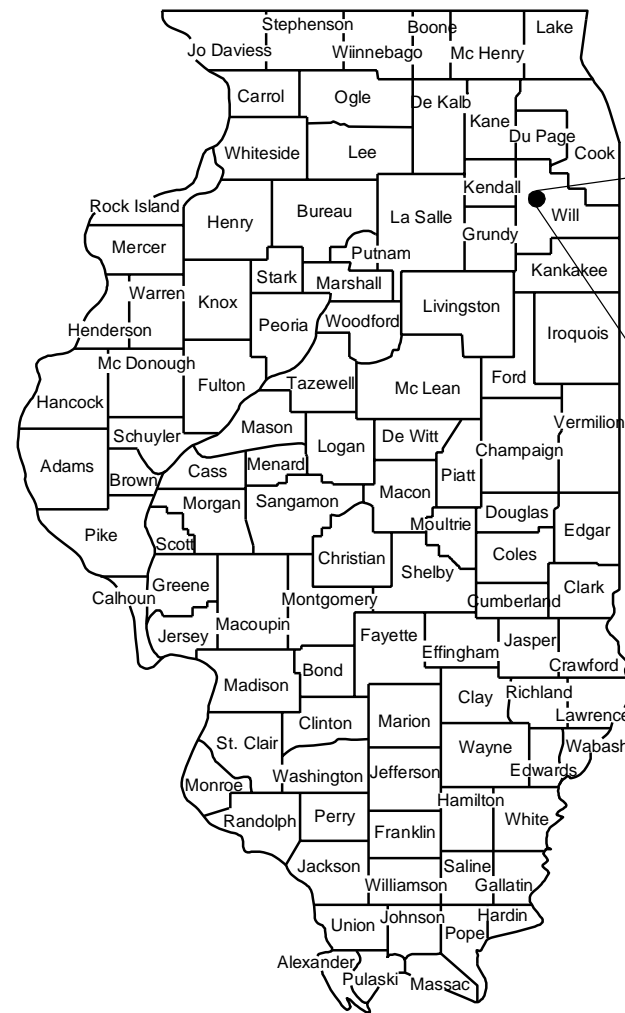 Stephenson
Boone
Lake
Jo Daviess
Wiinnebago
Mc Henry
Carrol
Ogle
De Kalb
Kane
Du Page
Cook
Whiteside
Lee
Kendall
Rock Island
Henry
Bureau
La Salle
Will
Mercer
Putnam
Grundy
Stark
Marshall
Kankakee
Warren
Knox
Peoria
Woodford
Livingston
Henderson
Iroquois
Mc Donough
Fulton
Tazewell
Mc Lean
Ford
Hancock
Mason
Vermilion
Schuyler
Logan
De Witt
Champaign
Adams
Brown
Cass
Menard
Piatt
Morgan
Sangamon
Macon
Douglas
Moultrie
Pike
Scott
Edgar
Christian
Coles
Shelby
Greene
Clark
Calhoun
Montgomery
Cumberland
Macoupin
Jersey
Fayette
Effingham
Jasper
Crawford
Bond
Madison
Clay
Richland
Clinton
Marion
Lawrence
St. Clair
Wayne
Wabash
Washington
Jefferson
Edwards
Monroe
Hamilton
Randolph
Perry
White
Franklin
Jackson
Saline
Williamson
Gallatin
Union
Johnson
Hardin
Pope
Alexander
Pulaski
Massac